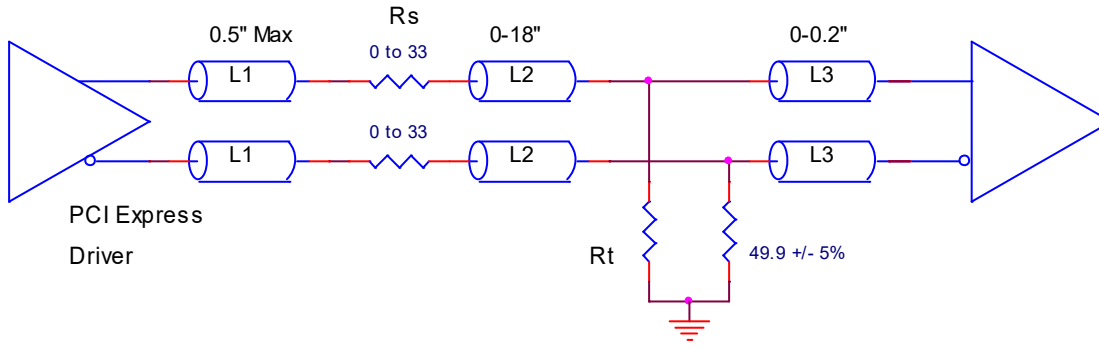 Rs
0.5" Max
0-18"
0-0.2"
0 to 33
L1
L2
L3
0 to 33
L1
L2
L3
PCI Express
Driver
Rt
49.9 +/- 5%